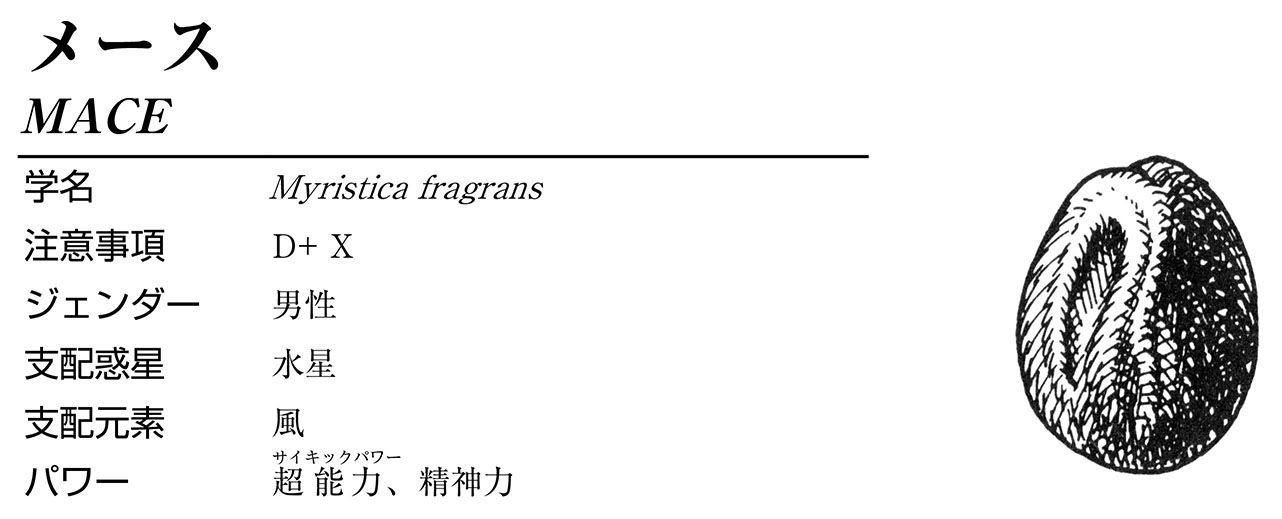 メース
MACE
学名 Myristica fragrans
注意事項 D+ X
ジェンダー 男性
支配惑星 水星
支配元素 風
サイキックパワー
パワー 超能力、精神力